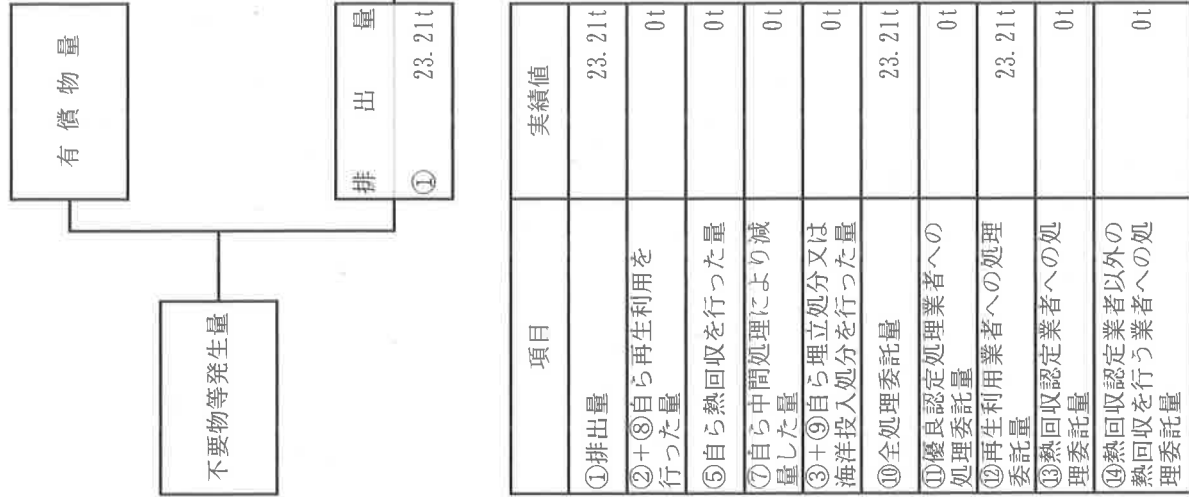 有償物量
不要物等発生量
排出量
① 23.21t
項目 実績値
①排出量 23.21t
②+⑧自ら再生利用を
行った量 0t
⑤自ら熱回収を行った量 0t
⑦自ら中間処理により減
量した量 0t
③+⑨自ら埋立処分又は
海洋投入処分を行った量 0t
⑩全処理委託量 23.21t
⑪優良認定処理業者への
処理委託量 0t
⑫再生利用業者への処理
委託量 23.21t
⑬熱回収認定業者への処
理委託量 0t
⑭熱回収認定業者以外の
熱回収を行う業者への処
理委託量 0t